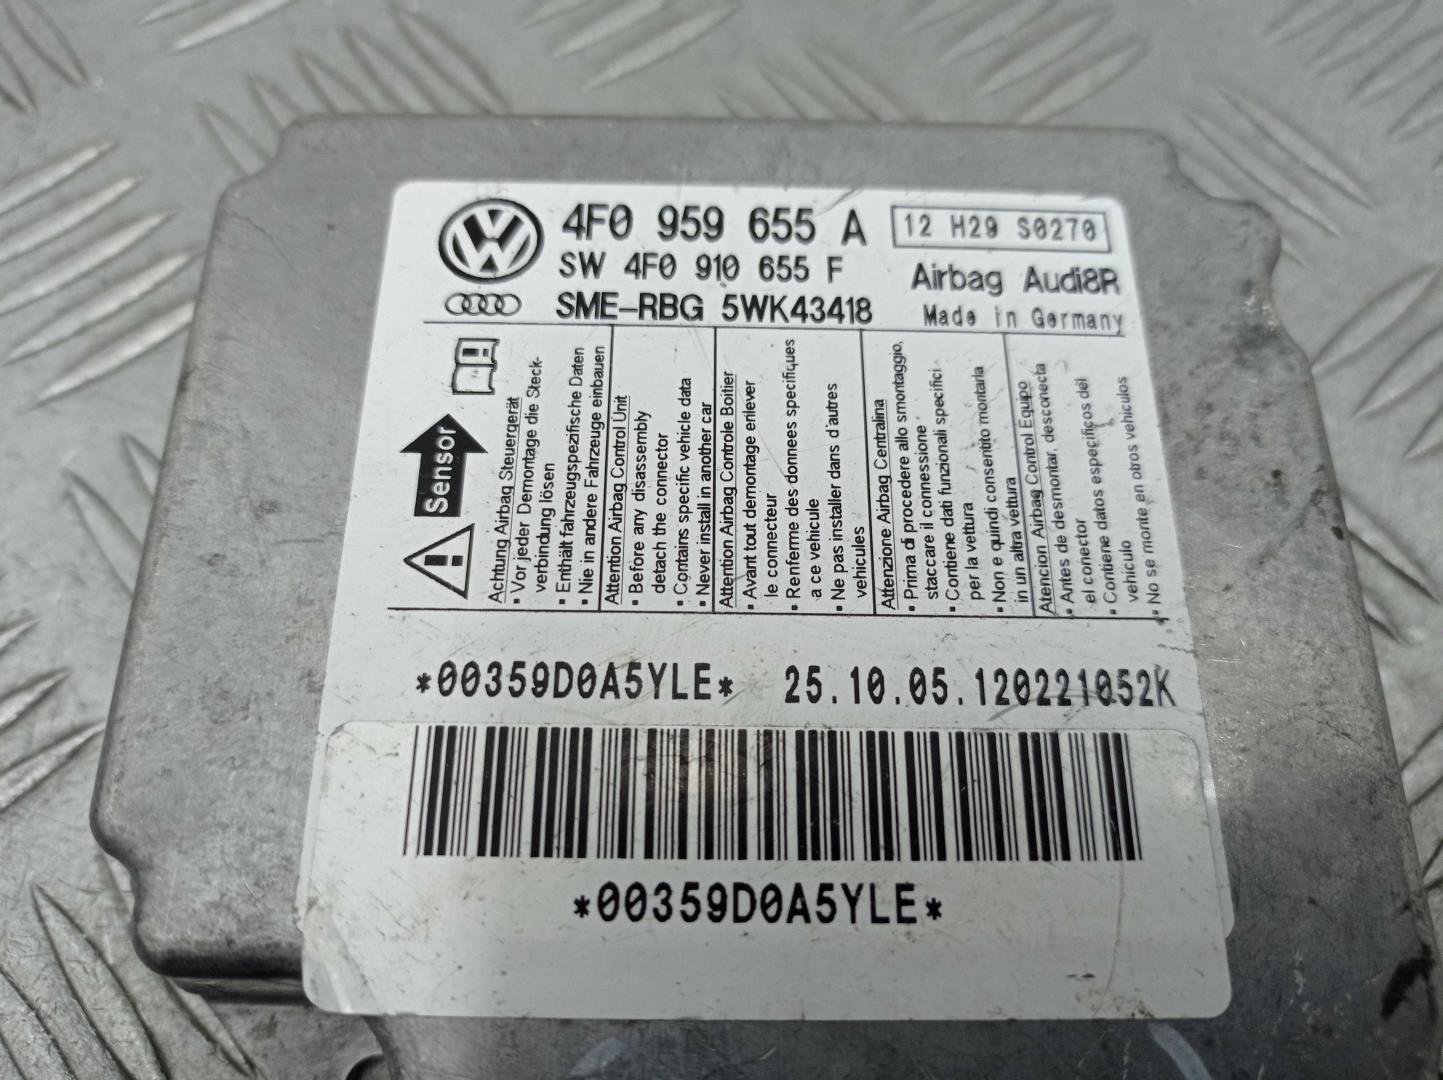 4F0 959 655 A
12 H29 S0270
SW 4F0 910 655 F
Airbag Audi8R
SME-RBG 5WK43418
Made in Germany
Sensor
Achtung Airbag Steuergerät
• Vor jeder Demontage die Steck-
verbindung lösen
• Enthält fahrzeugspezifische Daten
• Nie in andere Fahrzeuge einbauen
Attention Airbag Control Unit
• Before any disassembly
detach the connector
• Contains specific vehicle data
• Never install in another car
Attention Airbag Controle Boitier
• Avant tout demontage enlever
le connecteur
• Renferme des donnees specifiques
a ce vehicule
• Ne pas installer dans d'autres
vehicules
Attenzione Airbag Centralina
• Prima di procedere allo smontaggio,
staccare il connessione
• Contiene dati funzionali specifici
per la vettura
• Non e quindi consentito montarla
in un altra vettura
Atencion Airbag Control Equipo
• Antes de desmontar, desconecta
el conector
• Contiene datos especificos del
vehiculo
• No se monte en otros vehiculos
*00359D0A5YLE* 25.10.05.120221052K
*00359D0A5YLE*